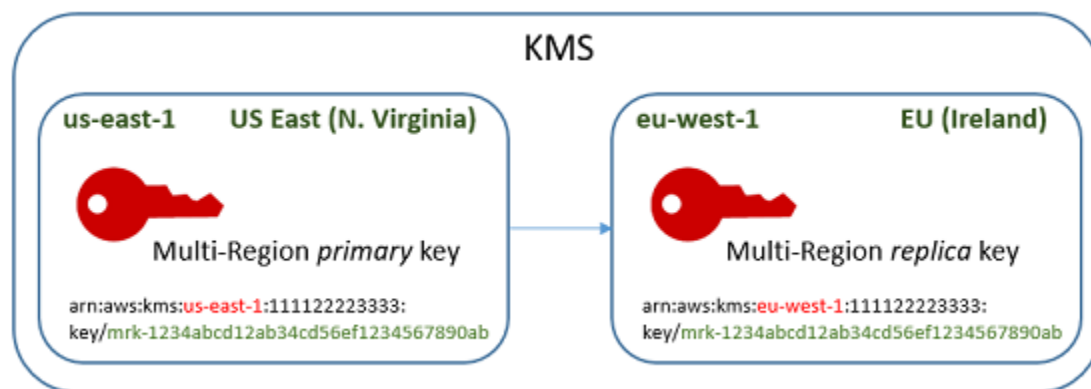 KMS
us-east-1 US East (N. Virginia)
Multi-Region primary key
arn:aws:kms:us-east-1:111122223333:
key/mrk-1234abcd12ab34cd56ef1234567890ab
eu-west-1 EU (Ireland)
Multi-Region replica key
arn:aws:kms:eu-west-1:111122223333:
key/mrk-1234abcd12ab34cd56ef1234567890ab